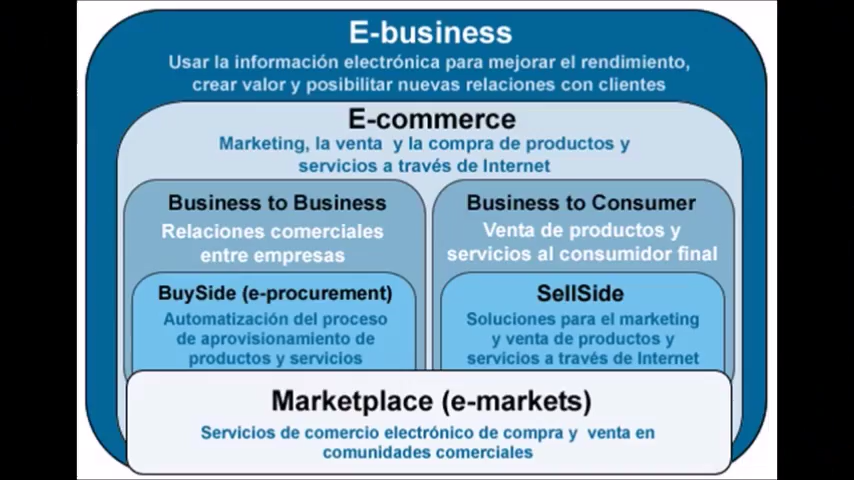 E-business
Usar la información electrónica para mejorar el rendimiento,
crear valor y posibilitar nuevas relaciones con clientes
E-commerce
Marketing, la venta y la compra de productos y
servicios a través de Internet
Business to Business
Relaciones comerciales
entre empresas
BuySide (e-procurement)
Automatización del proceso
de aprovisionamiento de
productos y servicios
Business to Consumer
Venta de productos y
servicios al consumidor final
SellSide
Soluciones para el marketing
y venta de productos y
servicios a través de Internet
Marketplace (e-markets)
Servicios de comercio electrónico de compra y venta en
comunidades comerciales